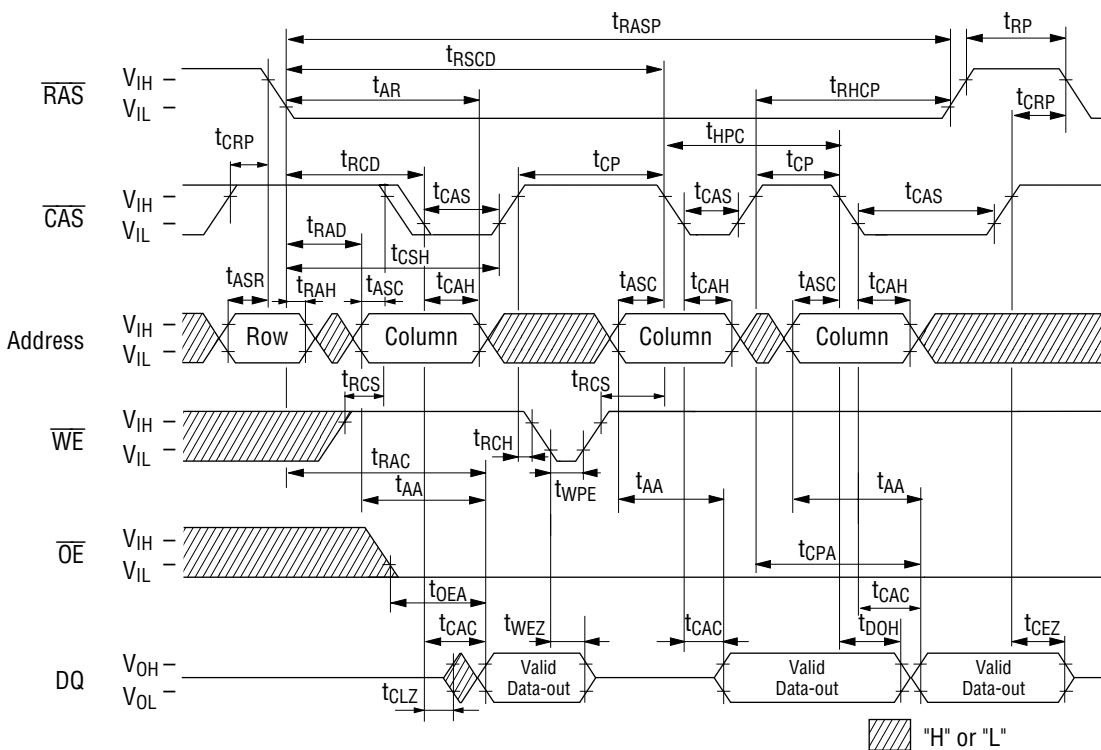 tRASP
tRP
tRSCD
VIH
RAS
VIL
tAR
tRHCP
tCRP
tCRP
tRCD
tCP
tHPC
tCP
VIH
CAS
VIL
tCAS
tCAS
tCAS
tRAD
tCSH
tASR
tRAH
tASC
tCAH
tASC
tCAH
tASC
tCAH
Address
VIH
VIL
Row
Column
Column
Column
tRCS
tRCS
VIH
WE
VIL
tRCH
tRAC
tWPE
tAA
tAA
tAA
VIH
OE
VIL
tCPA
tOEA
tCAC
tCAC
tWEZ
tCAC
tDOH
tCEZ
VOH
DQ
VOL
Valid
Data-out
Valid
Data-out
Valid
Data-out
tCLZ
"H" or "L"